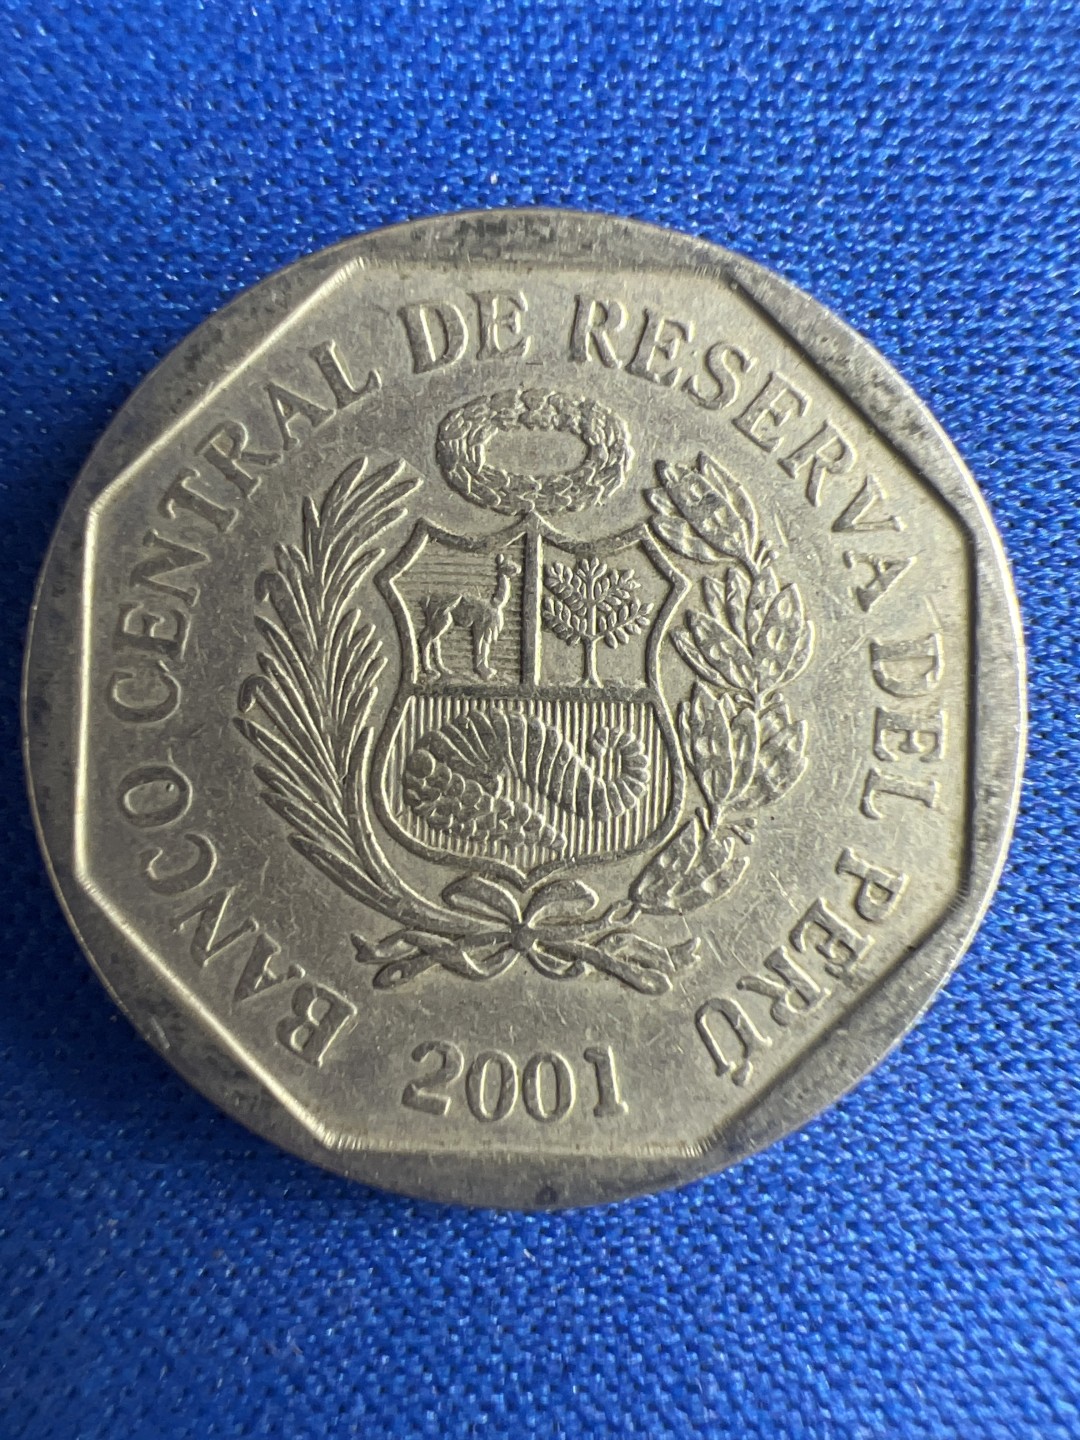 BANCO CENTRAL DE RESERVA DEL PERÚ
2001